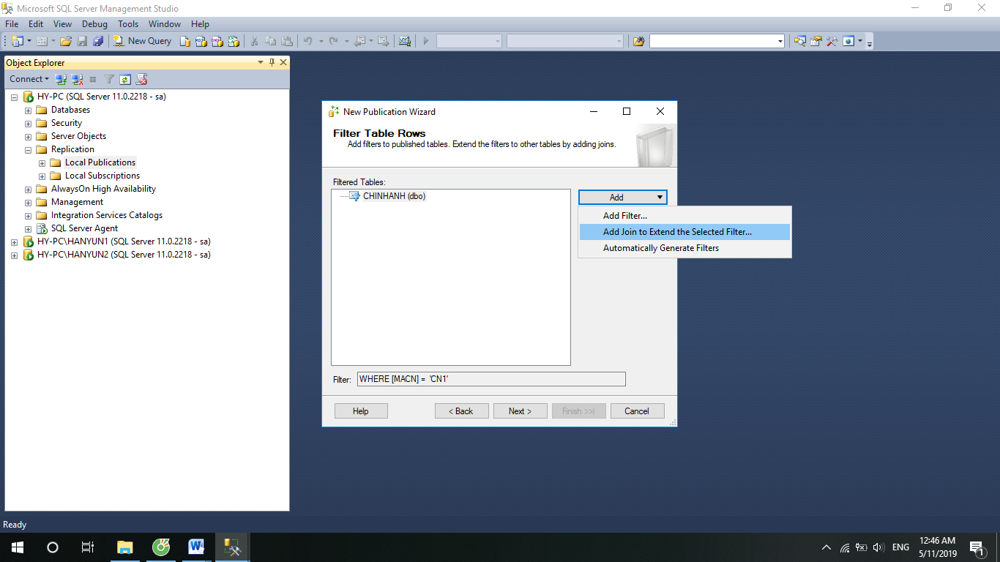 Microsoft SQL Server Management Studio
File Edit View Debug Tools Window Help
New Query
Object Explorer
Connect
HY-PC (SQL Server 11.0.2218 - sa)
Databases
Security
Server Objects
Replication
Local Publications
Local Subscriptions
AlwaysOn High Availability
Management
Integration Services Catalogs
SQL Server Agent
HY-PC\HANYUN1 (SQL Server 11.0.2218 - sa)
HY-PC\HANYUN2 (SQL Server 11.0.2218 - sa)
New Publication Wizard
Filter Table Rows
Add filters to published tables. Extend the filters to other tables by adding joins.
Filtered Tables:
CHINHANH (dbo)
Add
Add Filter...
Add Join to Extend the Selected Filter...
Automatically Generate Filters
Filter: WHERE [MACN] = 'CN1'
Help < Back Next > Finish >>| Cancel
Ready
ENG
12:46 AM
5/11/2019
1